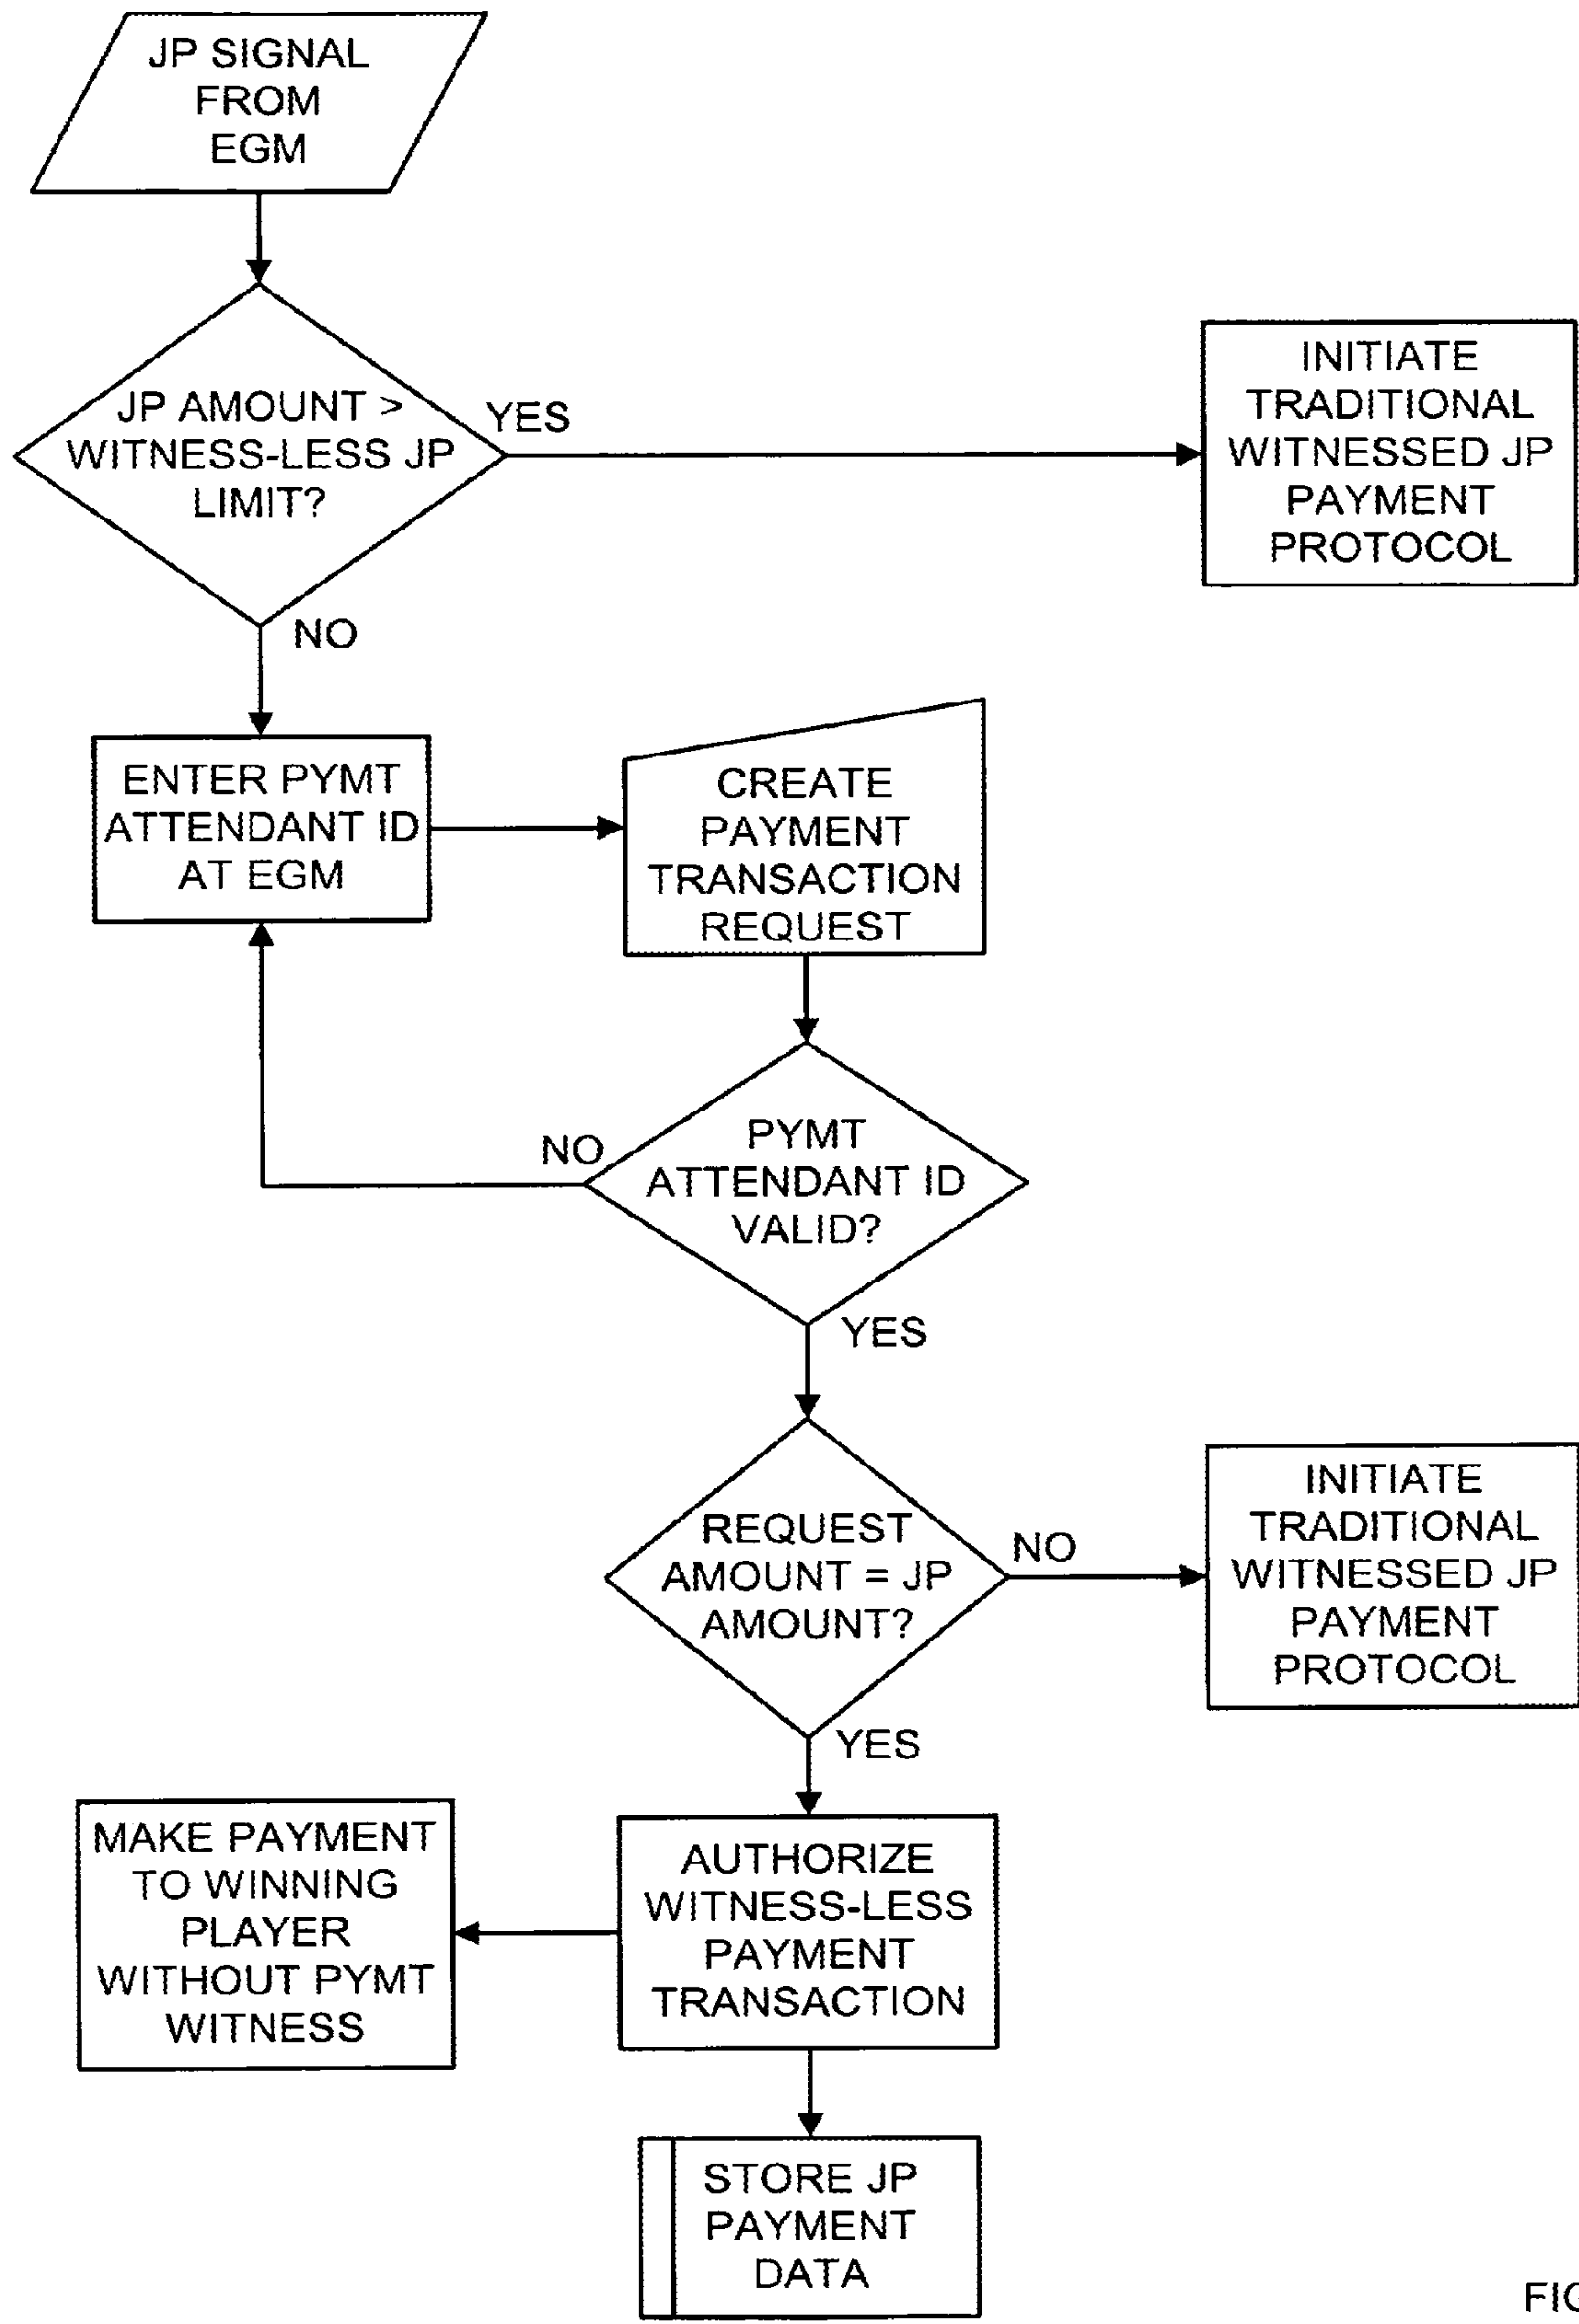 JP SIGNAL
FROM
EGM
JP AMOUNT >
WITNESS-LESS JP
LIMIT?
YES
INITIATE
TRADITIONAL
WITNESSED JP
PAYMENT
PROTOCOL
NO
ENTER PYMT
ATTENDANT ID
AT EGM
CREATE
PAYMENT
TRANSACTION
REQUEST
NO
PYMT
ATTENDANT ID
VALID?
YES
REQUEST
AMOUNT = JP
AMOUNT?
NO
INITIATE
TRADITIONAL
WITNESSED JP
PAYMENT
PROTOCOL
YES
MAKE PAYMENT
TO WINNING
PLAYER
WITHOUT PYMT
WITNESS
AUTHORIZE
WITNESS-LESS
PAYMENT
TRANSACTION
STORE JP
PAYMENT
DATA